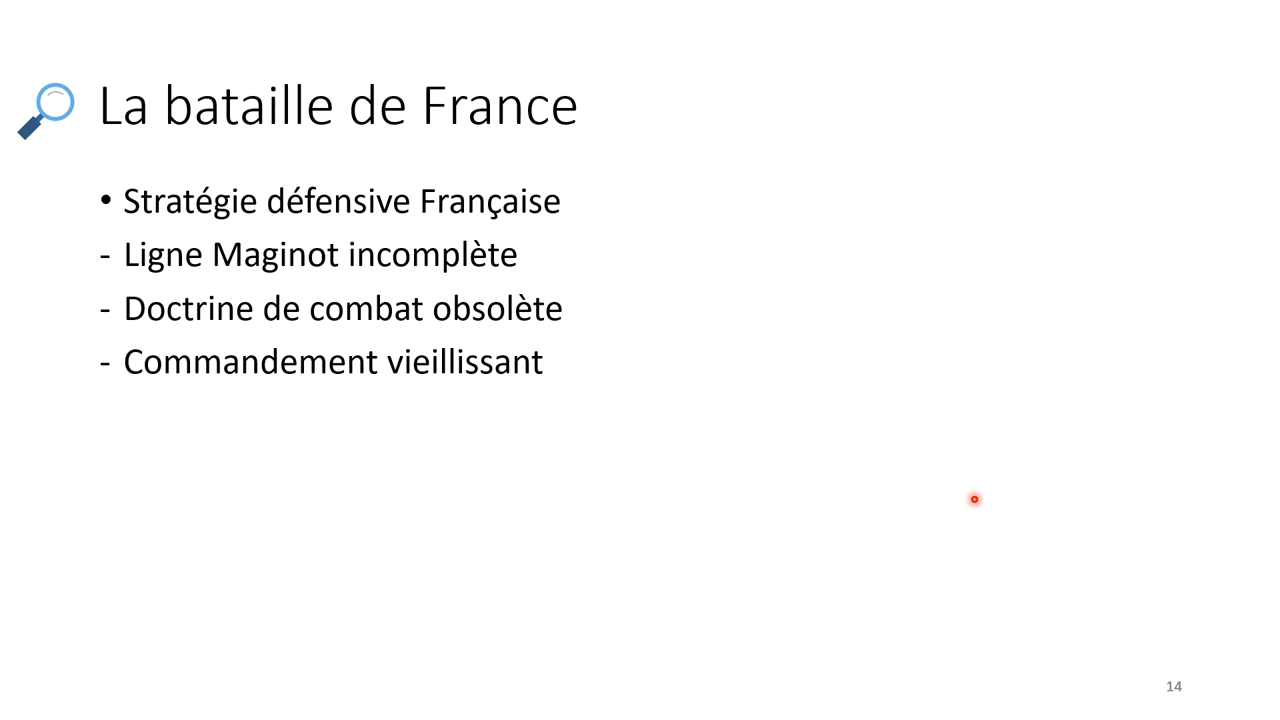 La bataille de France
• Stratégie défensive Française
- Ligne Maginot incomplète
- Doctrine de combat obsolète
- Commandement vieillissant
14